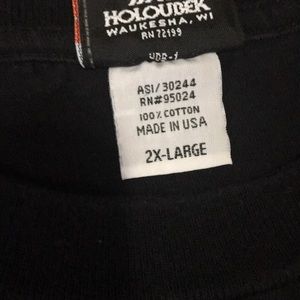 HOLOUBEK
WAUKESHA, WI
RN 72199
ASI/30244
RN#95024
100% COTTON
MADE IN USA
2X-LARGE